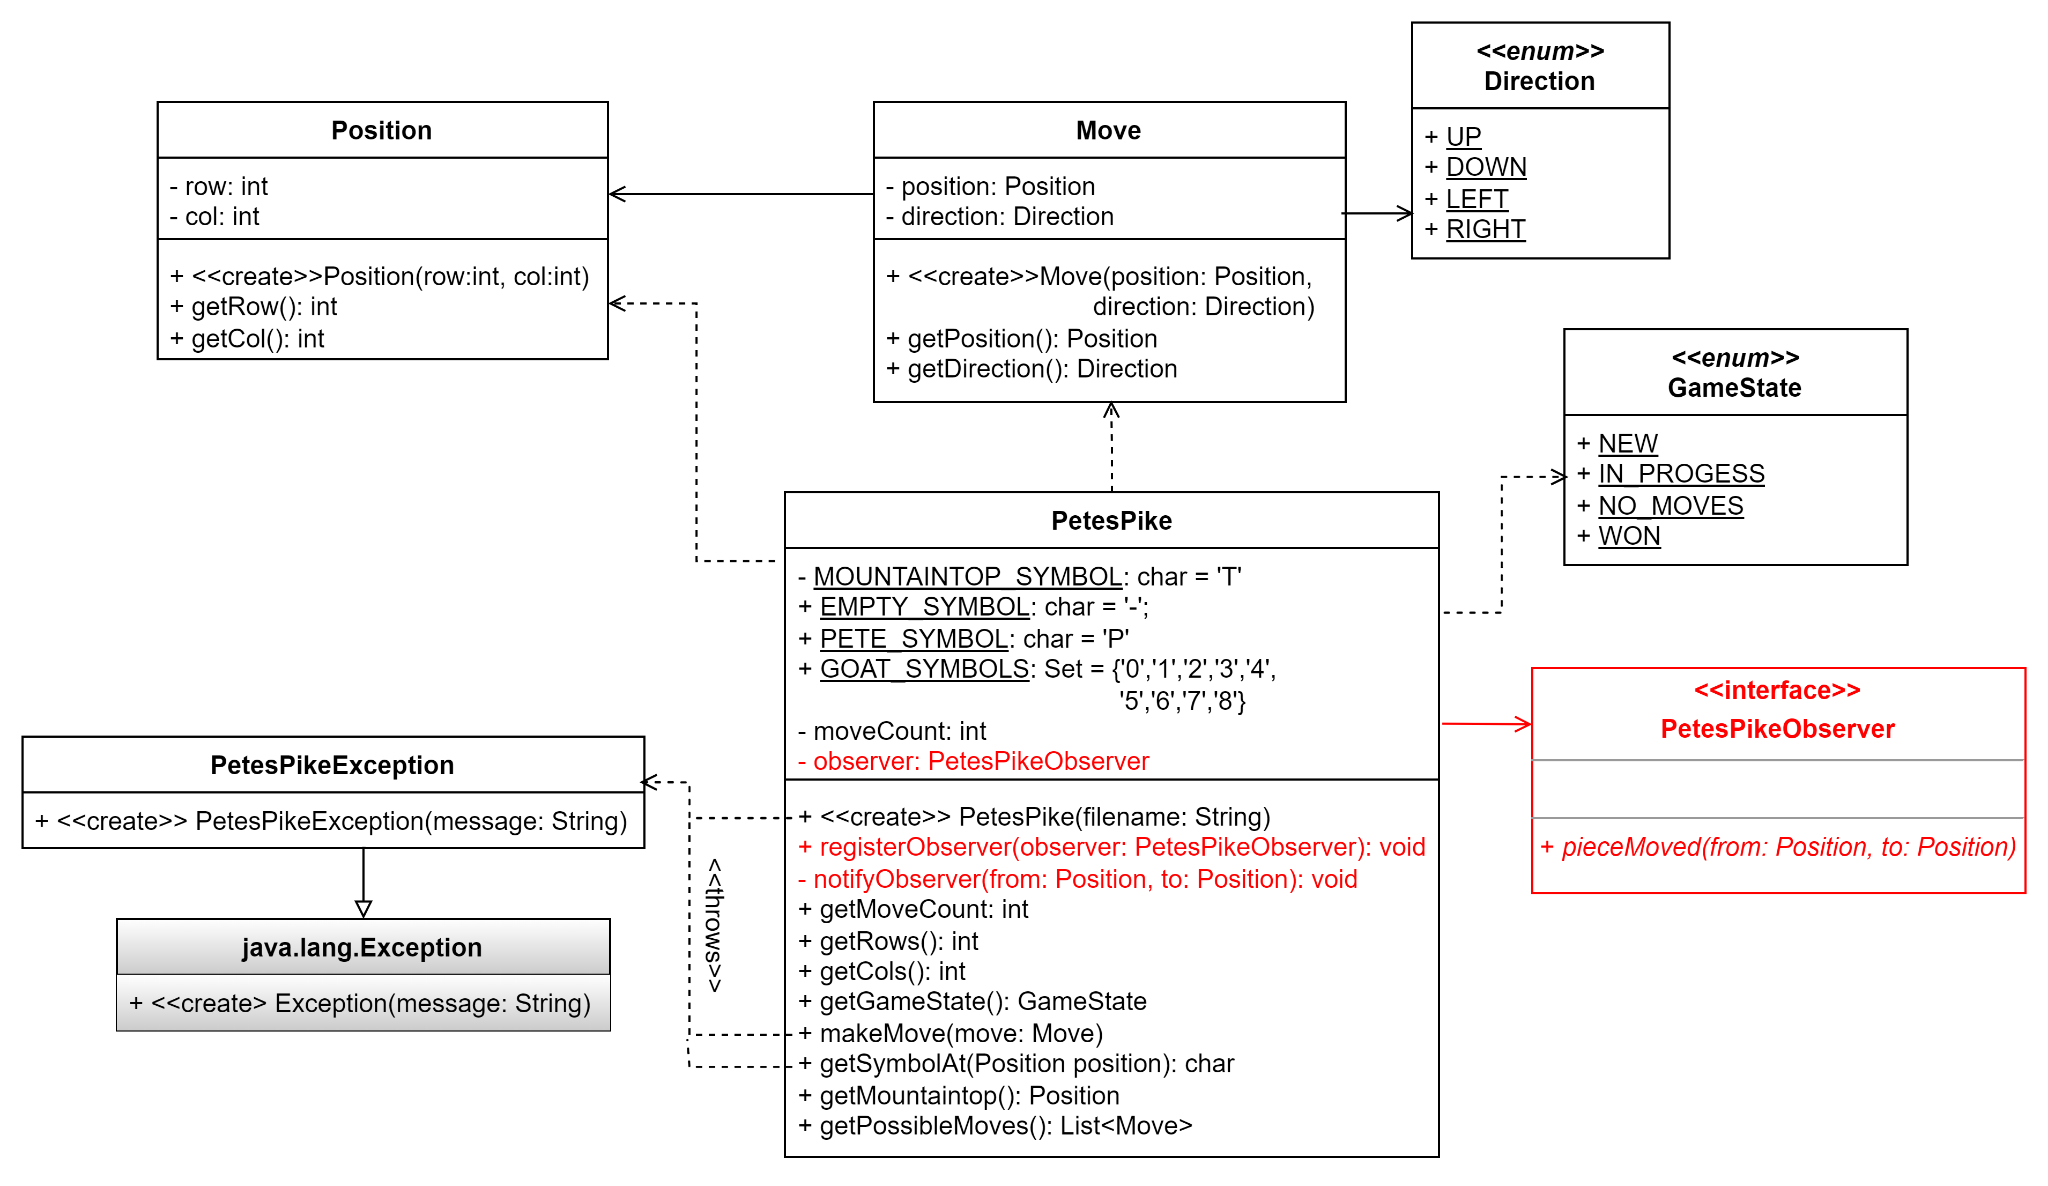 Position
- row: int
- col: int
+ <<create>>Position(row:int, col:int)
+ getRow(): int
+ getCol(): int
Move
- position: Position
- direction: Direction
+ <<create>>Move(position: Position,
direction: Direction)
+ getPosition(): Position
+ getDirection(): Direction
<<enum>>
Direction
+ UP
+ DOWN
+ LEFT
+ RIGHT
<<enum>>
GameState
+ NEW
+ IN_PROGESS
+ NO_MOVES
+ WON
PetesPike
- MOUNTAINTOP_SYMBOL: char = 'T'
+ EMPTY_SYMBOL: char = '-';
+ PETE_SYMBOL: char = 'P'
+ GOAT_SYMBOLS: Set = {'0','1','2','3','4',
'5','6','7','8'}
- moveCount: int
- observer: PetesPikeObserver
+ <<create>> PetesPike(filename: String)
+ registerObserver(observer: PetesPikeObserver): void
- notifyObserver(from: Position, to: Position): void
+ getMoveCount: int
+ getRows(): int
+ getCols(): int
+ getGameState(): GameState
+ makeMove(move: Move)
+ getSymbolAt(Position position): char
+ getMountaintop(): Position
+ getPossibleMoves(): List<Move>
<<interface>>
PetesPikeObserver
+ pieceMoved(from: Position, to: Position)
PetesPikeException
+ <<create>> PetesPikeException(message: String)
<<throws>>
java.lang.Exception
+ <<create> Exception(message: String)